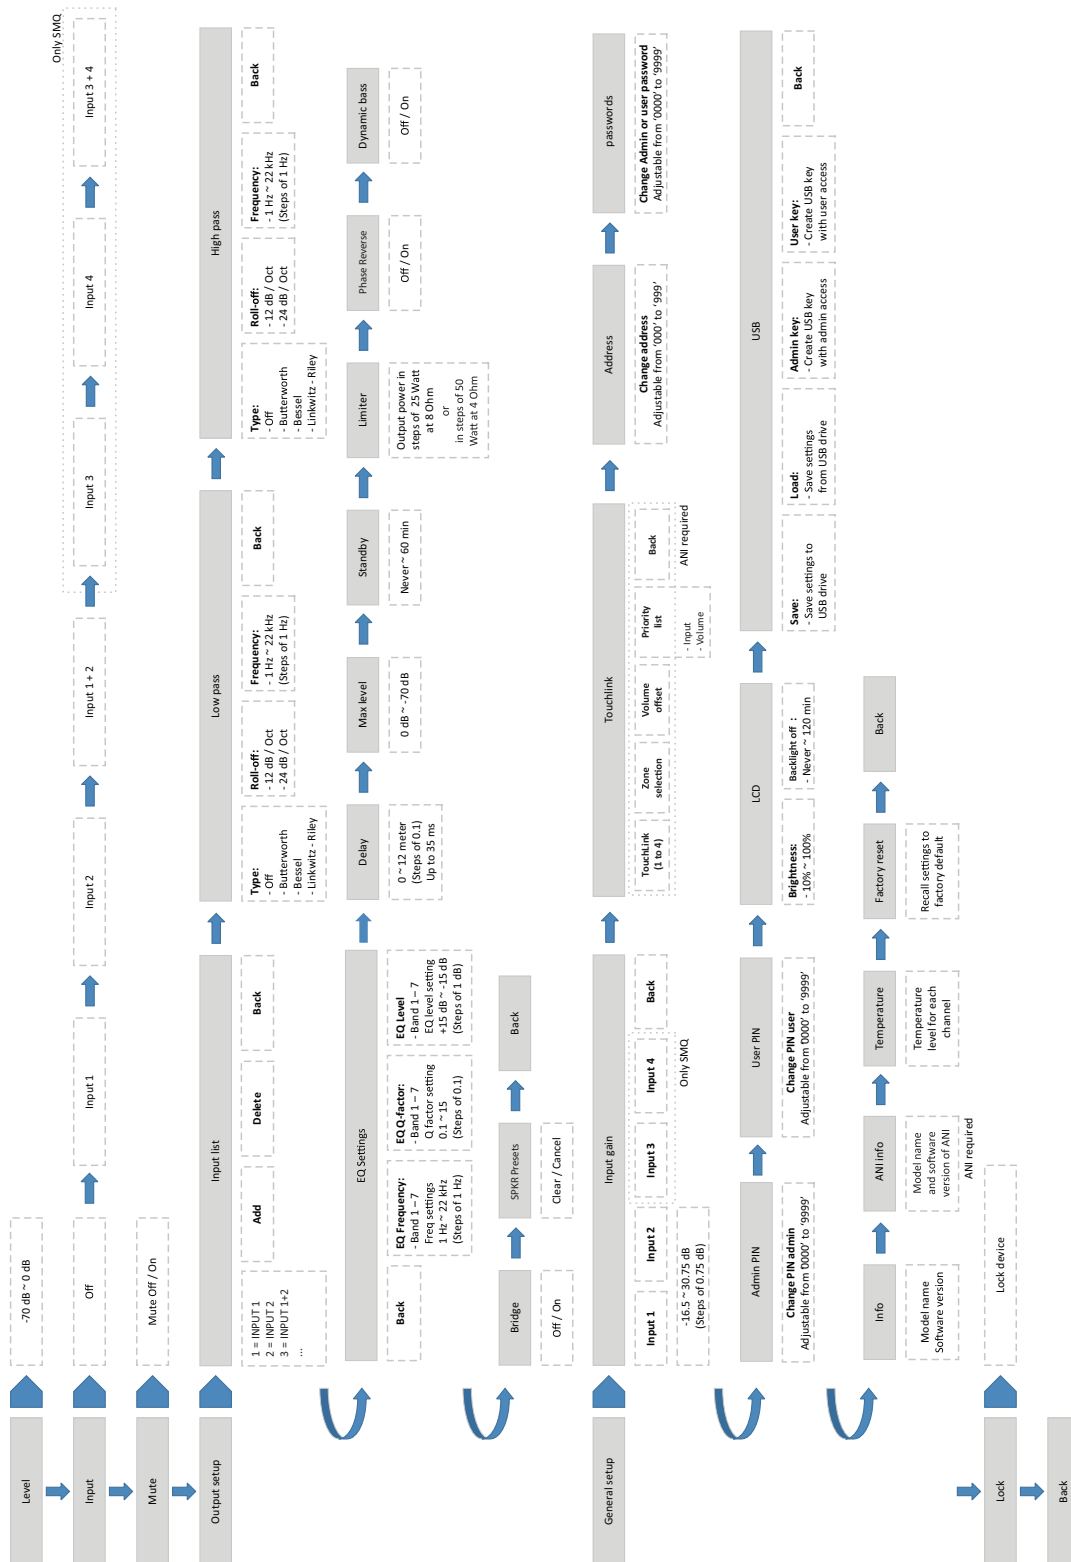 Level
-70 dB ~ 0 dB
Input
Off
Input 1
Input 2
Input 1 + 2
Input 3
Input 4
Input 3 + 4
Only SMQ
Mute
Mute Off / On
Output setup
Input list
1 = INPUT 1
2 = INPUT 2
3 = INPUT 1+2
...
Add
Delete
Back
Low pass
Type:
- Off
- Butterworth
- Bessel
- Linkwitz - Riley
Roll-off:
- 12 dB / Oct
- 24 dB / Oct
Frequency:
- 1 Hz ~ 22 kHz
(Steps of 1 Hz)
Back
High pass
Type:
- Off
- Butterworth
- Bessel
- Linkwitz - Riley
Roll-off:
- 12 dB / Oct
- 24 dB / Oct
Frequency:
- 1 Hz ~ 22 kHz
(Steps of 1 Hz)
Back
EQ Settings
Back
EQ Frequency:
- Band 1 – 7
Freq settings
1 Hz ~ 22 kHz
(Steps of 1 Hz)
EQ Q-factor:
- Band 1 – 7
Q factor setting
0.1 ~ 15
(Steps of 0.1)
EQ Level
- Band 1 – 7
EQ level setting
+15 dB ~ -15 dB
(Steps of 1 dB)
Delay
0 ~ 12 meter
(Steps of 0.1)
Up to 35 ms
Max level
0 dB ~ -70 dB
Standby
Never ~ 60 min
Limiter
Output power in
steps of 25 Watt
at 8 Ohm
or
in steps of 50
Watt at 4 Ohm
Phase Reverse
Off / On
Dynamic bass
Off / On
Bridge
Off / On
SPKR Presets
Clear / Cancel
Back
General setup
Input gain
Input 1
Input 2
-16.5 ~ 30.75 dB
(Steps of 0.75 dB)
Input 3
Input 4
Only SMQ
Back
Touchlink
TouchLink
(1 to 4)
Zone
selection
Volume
offset
Priority
list
- Input
- Volume
Back
ANI required
Address
Change address
Adjustable from '000' to '999'
passwords
Change Admin or user password
Adjustable from '0000' to '9999'
Admin PIN
Change PIN admin
Adjustable from '0000' to '9999'
User PIN
Change PIN user
Adjustable from '0000' to '9999'
LCD
Brightness:
- 10% ~ 100%
Backlight off :
- Never ~ 120 min
USB
Save:
- Save settings to
USB drive
Load:
- Save settings
from USB drive
Admin key:
- Create USB key
with admin access
User key:
- Create USB key
with user access
Back
Info
Model name
Software version
ANI info
Model name
and software
version of ANI
ANI required
Temperature
Temperature
level for each
channel
Factory reset
Recall settings to
factory default
Back
Lock
Lock device
Back